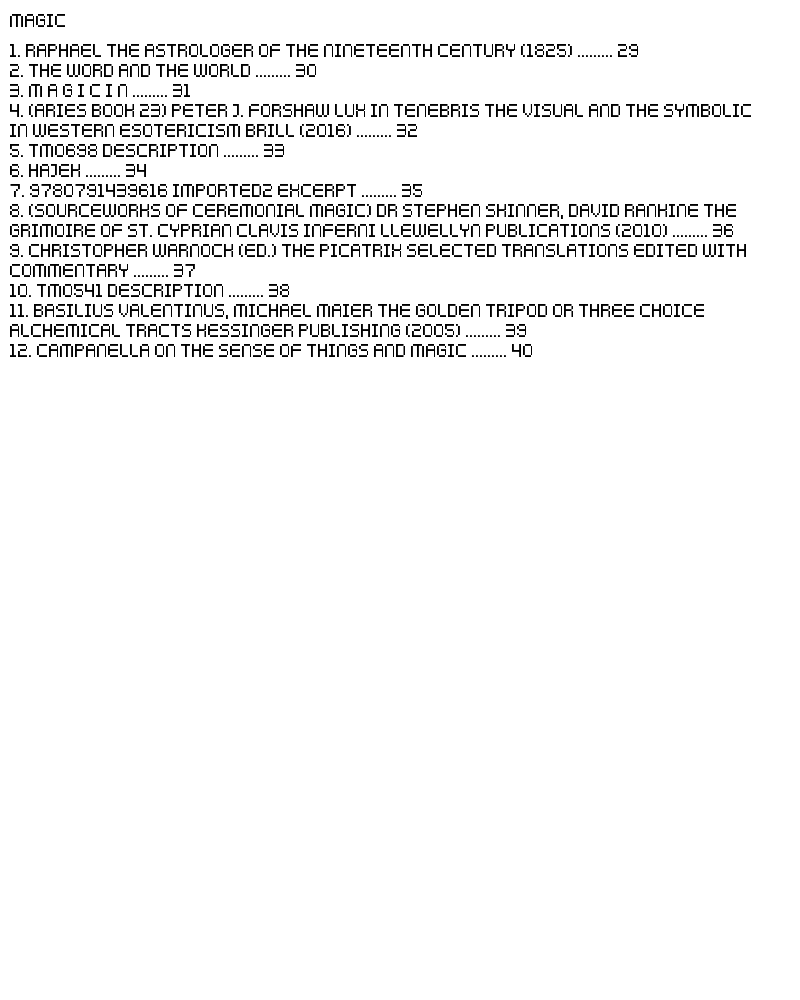 MAGIC
1. RAPHAEL THE ASTROLOGER OF THE NINETEENTH CENTURY (1825) ......... 29
2. THE WORD AND THE WORLD ......... 30
3. M A G I C I N ......... 31
4. (ARIES BOOK 23) PETER J. FORSHAW LUX IN TENEBRIS THE VISUAL AND THE SYMBOLIC
IN WESTERN ESOTERICISM BRILL (2016) ......... 32
5. TM0698 DESCRIPTION ......... 33
6. HAJEK ......... 34
7. 9780791439616 IMPORTED2 EXCERPT ......... 35
8. (SOURCEWORKS OF CEREMONIAL MAGIC) DR STEPHEN SKINNER, DAVID RANKINE THE
GRIMOIRE OF ST. CYPRIAN CLAVIS INFERNI LLEWELLYN PUBLICATIONS (2010) ......... 36
9. CHRISTOPHER WARNOCK (ED.) THE PICATRIX SELECTED TRANSLATIONS EDITED WITH
COMMENTARY ......... 37
10. TM0541 DESCRIPTION ......... 38
11. BASILIUS VALENTINUS, MICHAEL MAIER THE GOLDEN TRIPOD OR THREE CHOICE
ALCHEMICAL TRACTS KESSINGER PUBLISHING (2005) ......... 39
12. CAMPANELLA ON THE SENSE OF THINGS AND MAGIC ......... 40